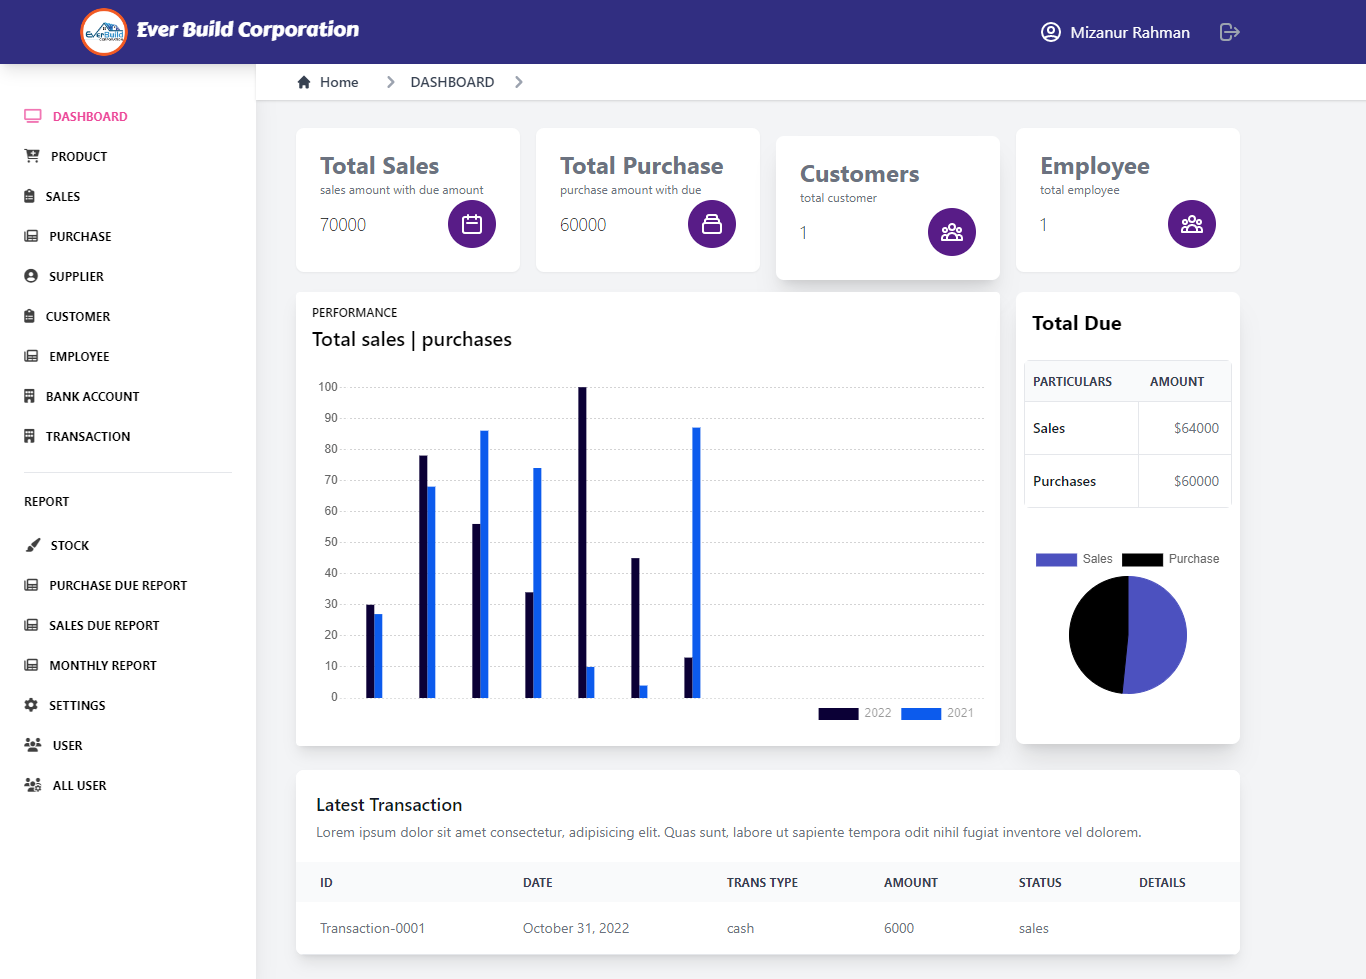 EverBuild
CORPORATION
Ever Build Corporation
Mizanur Rahman
Home
DASHBOARD
DASHBOARD
PRODUCT
SALES
PURCHASE
SUPPLIER
CUSTOMER
EMPLOYEE
BANK ACCOUNT
TRANSACTION
REPORT
STOCK
PURCHASE DUE REPORT
SALES DUE REPORT
MONTHLY REPORT
SETTINGS
USER
ALL USER
Total Sales
sales amount with due amount
70000
Total Purchase
purchase amount with due
60000
Customers
total customer
1
Employee
total employee
1
PERFORMANCE
Total sales | purchases
100
90
80
70
60
50
40
30
20
10
0
2022 2021
Total Due
PARTICULARS AMOUNT
Sales $64000
Purchases $60000
Sales Purchase
Latest Transaction
Lorem ipsum dolor sit amet consectetur, adipisicing elit. Quas sunt, labore ut sapiente tempora odit nihil fugiat inventore vel dolorem.
ID DATE TRANS TYPE AMOUNT STATUS DETAILS
Transaction-0001 October 31, 2022 cash 6000 sales